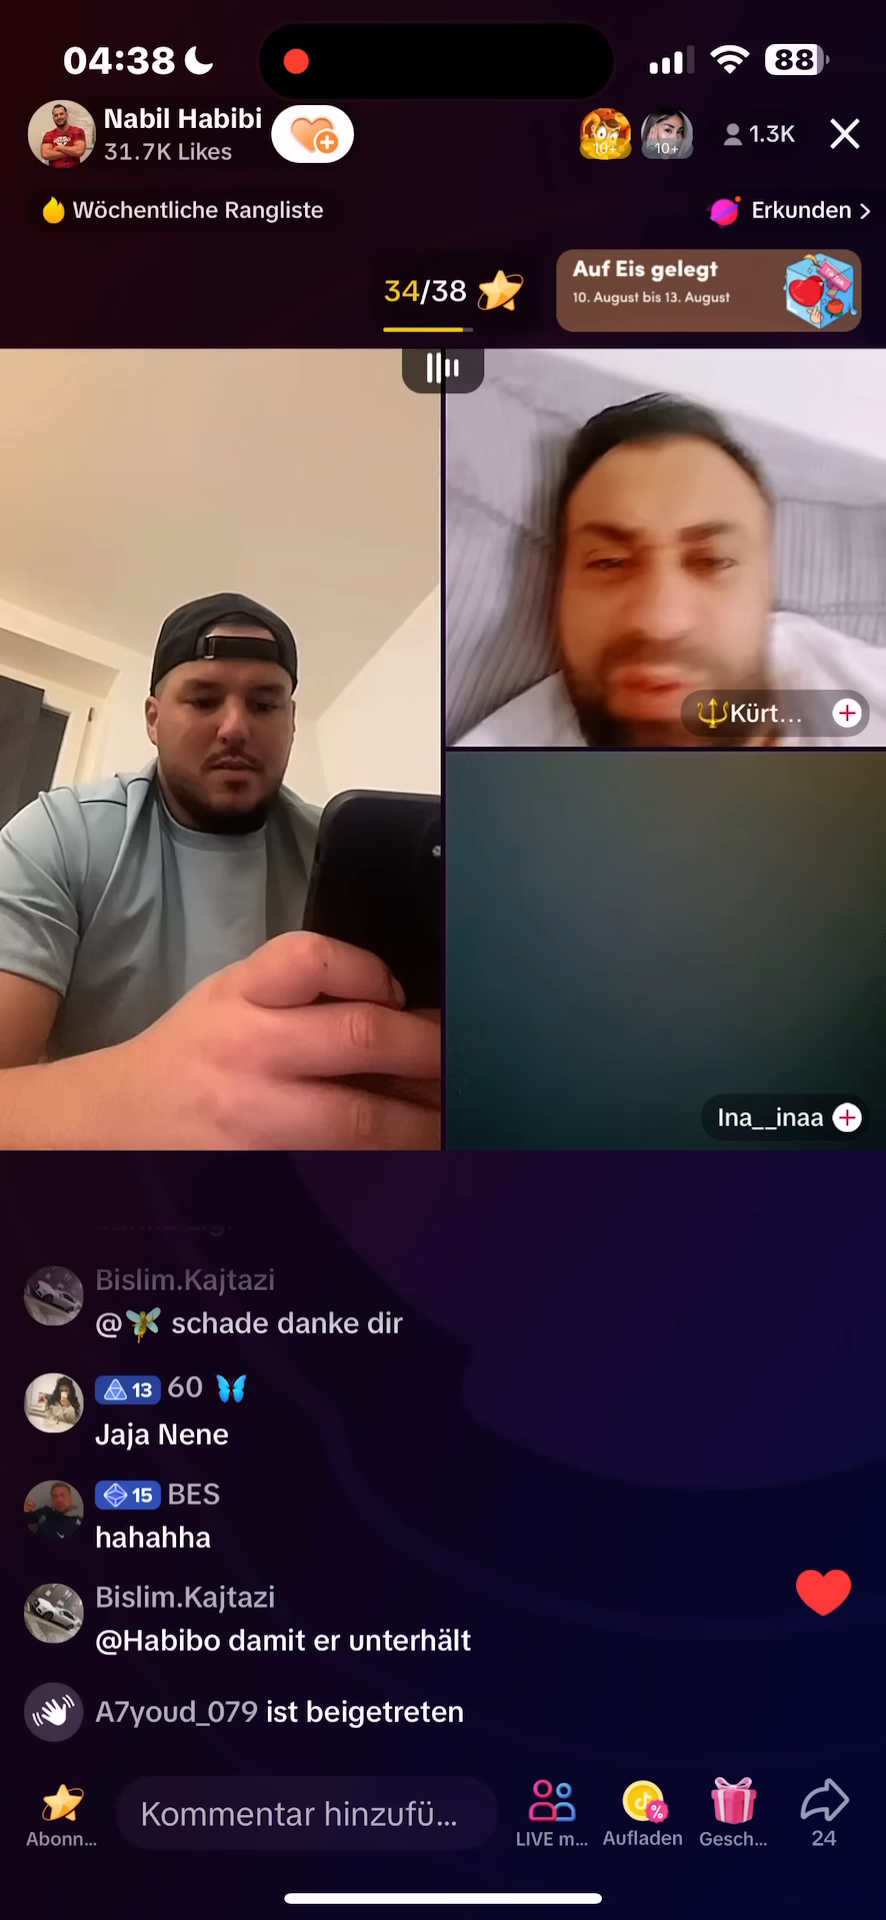 04:38
88
Nabil Habibi
31.7K Likes
10+
10+
1.3K
Wöchentliche Rangliste
Erkunden >
34/38
Auf Eis gelegt
10. August bis 13. August
Kürt...
Ina__inaa
Bislim.Kajtazi
@ schade danke dir
13 60
Jaja Nene
15 BES
hahahha
Bislim.Kajtazi
@Habibo damit er unterhält
A7youd_079 ist beigetreten
Kommentar hinzufü...
Abonn...
LIVE m...
Aufladen
Gesch...
24